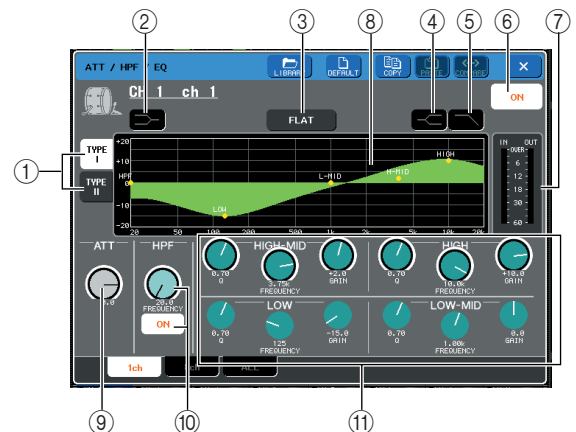 ② ③ ⑧ ④ ⑤ ⑥ ⑦
ATT / HPF / EQ LIBRARY DEFAULT COPY PASTE COMPARE ×
CH 1 ch 1 ON
FLAT
① TYPE I
TYPE II
+20
+10
0
-10
-20
20 50 100 200 500 1k 2k 5k 10k 20k
HPF LOW L-MID H-MID HIGH
IN OUT
-OVER-
6
12
18
30
60
ATT HPF HIGH-MID HIGH
0.70 Q 3.75k FREQUENCY +2.0 GAIN 0.70 Q 10.0k FREQUENCY +10.0 GAIN
20.0 FREQUENCY
ON
LOW LOW-MID
0.70 Q 125 FREQUENCY -15.0 GAIN 0.70 Q 1.00k FREQUENCY 0.0 GAIN
1ch ALL
⑨ ⑩ ⑪